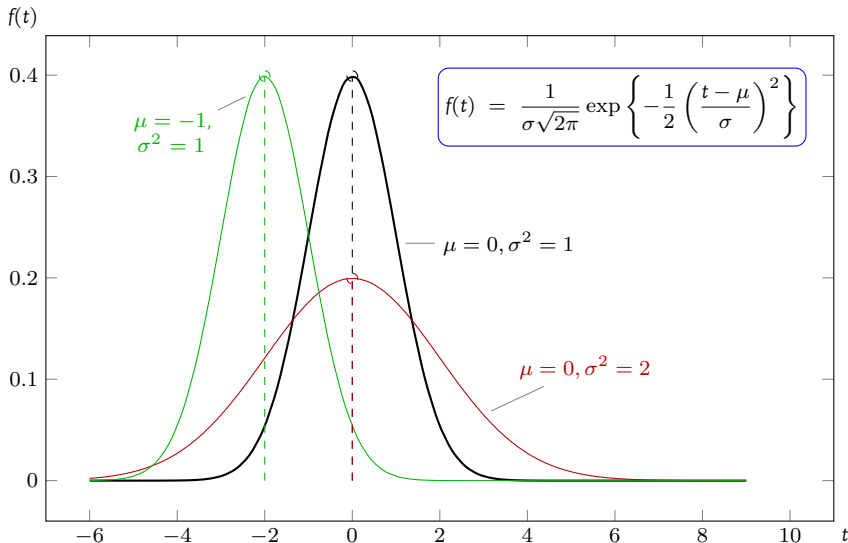 f(t)
0.4
0.3
0.2
0.1
0
−6
−4
−2
0
2
4
6
8
10
t
f(t) = 1/(σ√2π) exp{−1/2 ((t − μ)/σ)^2}
μ = −1,
σ² = 1
μ = 0, σ² = 1
μ = 0, σ² = 2